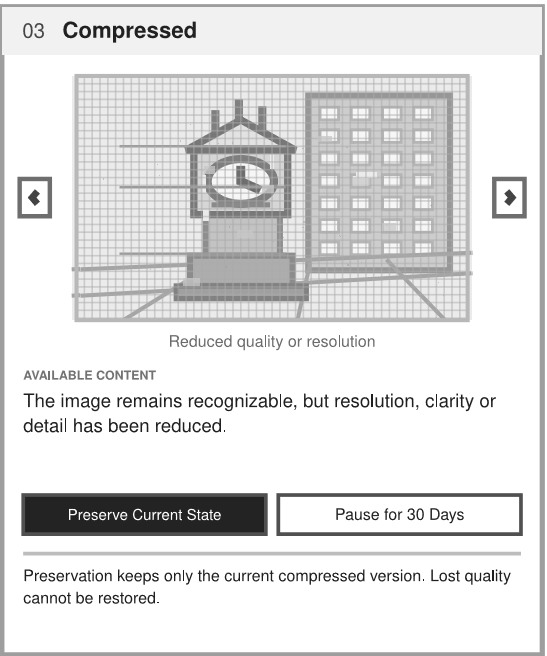 03 Compressed
Reduced quality or resolution
AVAILABLE CONTENT
The image remains recognizable, but resolution, clarity or
detail has been reduced.
Preserve Current State
Pause for 30 Days
Preservation keeps only the current compressed version. Lost quality
cannot be restored.